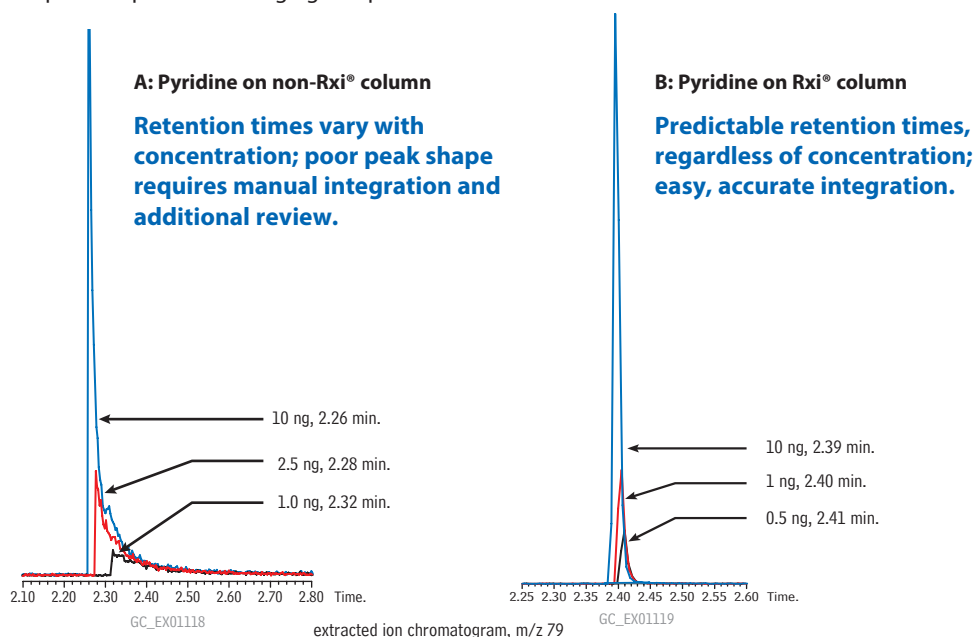 A: Pyridine on non-Rxi® column
Retention times vary with
concentration; poor peak shape
requires manual integration and
additional review.
10 ng, 2.26 min.
2.5 ng, 2.28 min.
1.0 ng, 2.32 min.
2.10 2.20 2.30 2.40 2.50 2.60 2.70 2.80 Time.
GC_EX01118
B: Pyridine on Rxi® column
Predictable retention times,
regardless of concentration;
easy, accurate integration.
10 ng, 2.39 min.
1 ng, 2.40 min.
0.5 ng, 2.41 min.
2.25 2.30 2.35 2.40 2.45 2.50 2.55 2.60 Time.
GC_EX01119
extracted ion chromatogram, m/z 79